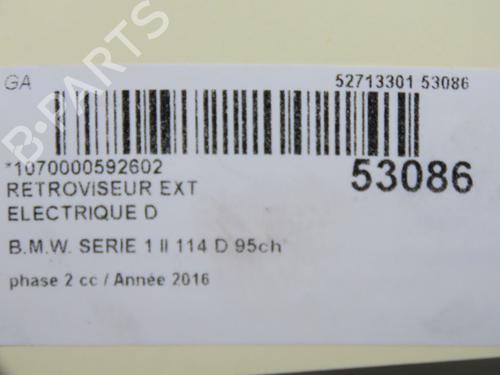 GA
52713301 53086
*1070000592602
53086
RETROVISEUR EXT
ELECTRIQUE D
B.M.W. SERIE 1 II 114 D 95ch
phase 2 cc / Année 2016
B-PARTS